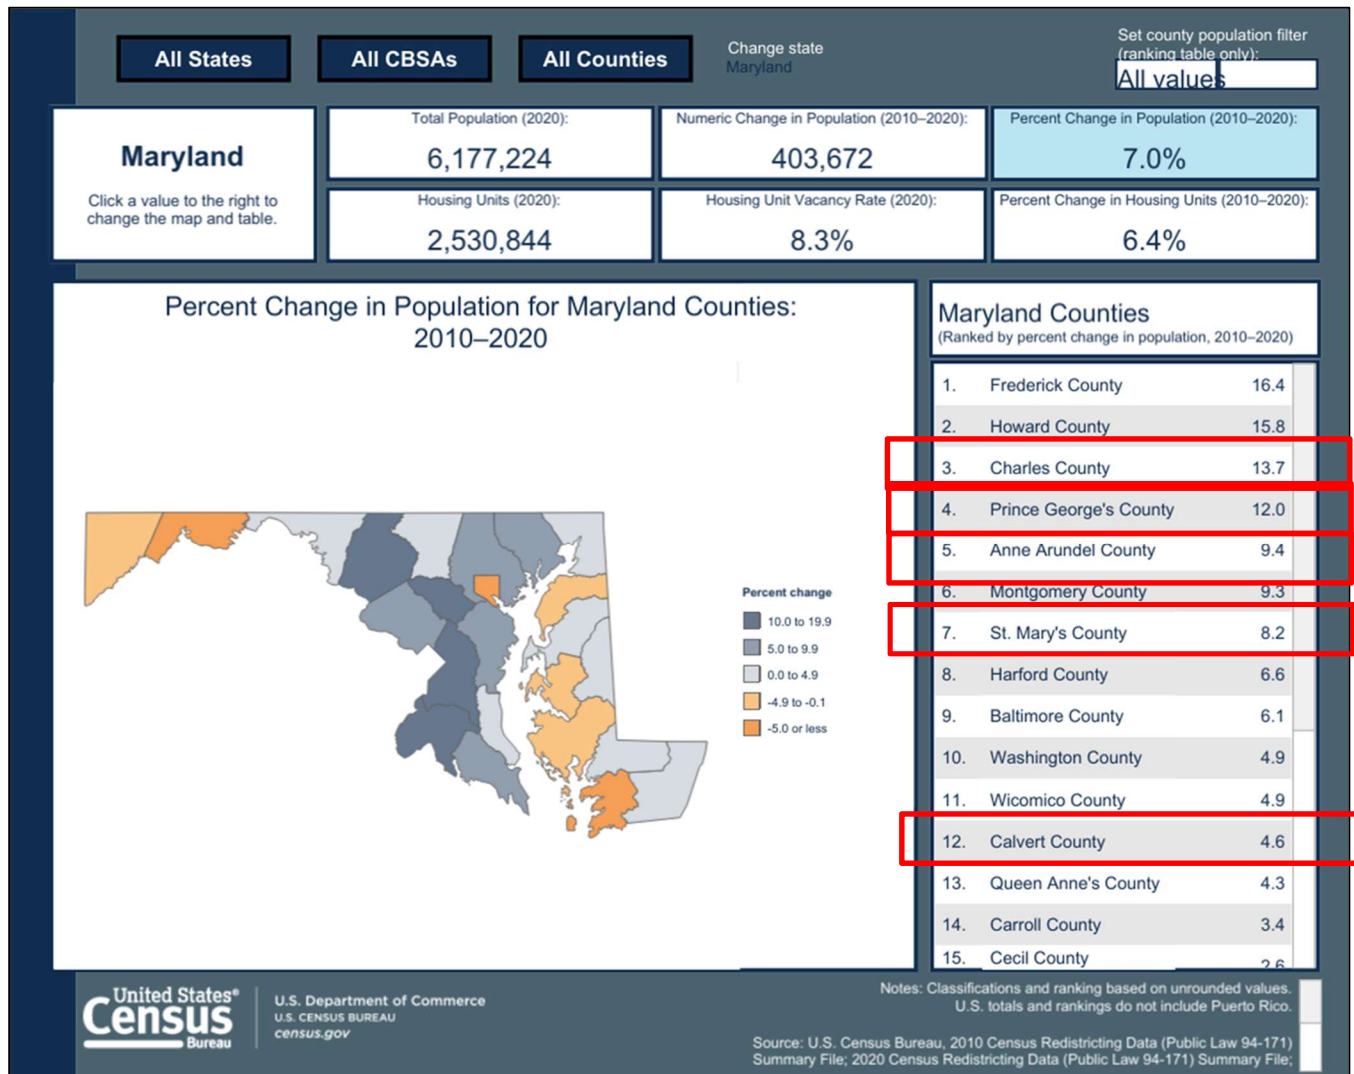 All States
All CBSAs
All Counties
Change state
Maryland
Set county population filter
(ranking table only):
All values
Maryland
Click a value to the right to
change the map and table.
Total Population (2020):
6,177,224
Numeric Change in Population (2010–2020):
403,672
Percent Change in Population (2010–2020):
7.0%
Housing Units (2020):
2,530,844
Housing Unit Vacancy Rate (2020):
8.3%
Percent Change in Housing Units (2010–2020):
6.4%
Percent Change in Population for Maryland Counties:
2010–2020
Percent change
10.0 to 19.9
5.0 to 9.9
0.0 to 4.9
-4.9 to -0.1
-5.0 or less
Maryland Counties
(Ranked by percent change in population, 2010–2020)
1. Frederick County 16.4
2. Howard County 15.8
3. Charles County 13.7
4. Prince George's County 12.0
5. Anne Arundel County 9.4
6. Montgomery County 9.3
7. St. Mary's County 8.2
8. Harford County 6.6
9. Baltimore County 6.1
10. Washington County 4.9
11. Wicomico County 4.9
12. Calvert County 4.6
13. Queen Anne's County 4.3
14. Carroll County 3.4
15. Cecil County 2.6
United States®
Census
Bureau
U.S. Department of Commerce
U.S. CENSUS BUREAU
census.gov
Notes: Classifications and ranking based on unrounded values.
U.S. totals and rankings do not include Puerto Rico.
Source: U.S. Census Bureau, 2010 Census Redistricting Data (Public Law 94-171)
Summary File; 2020 Census Redistricting Data (Public Law 94-171) Summary File;